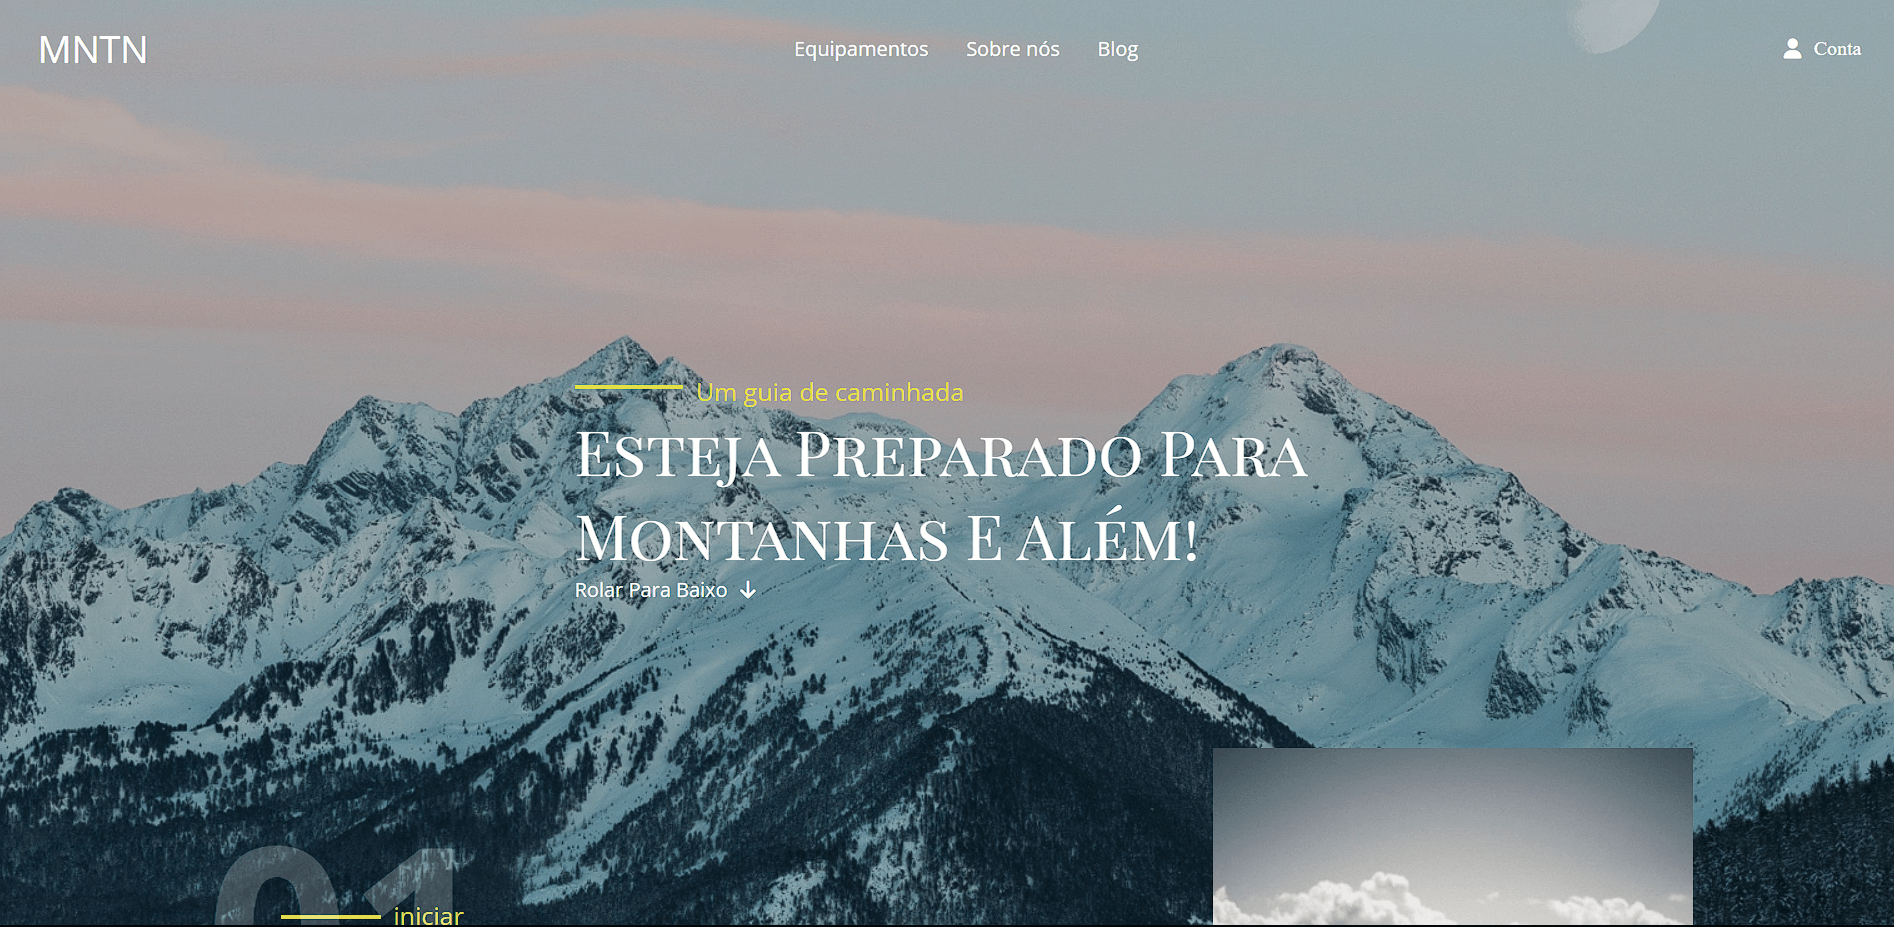 MNTN
Equipamentos Sobre nós Blog
Conta
Um guia de caminhada
Esteja Preparado Para
Montanhas E Além!
Rolar Para Baixo
01
iniciar